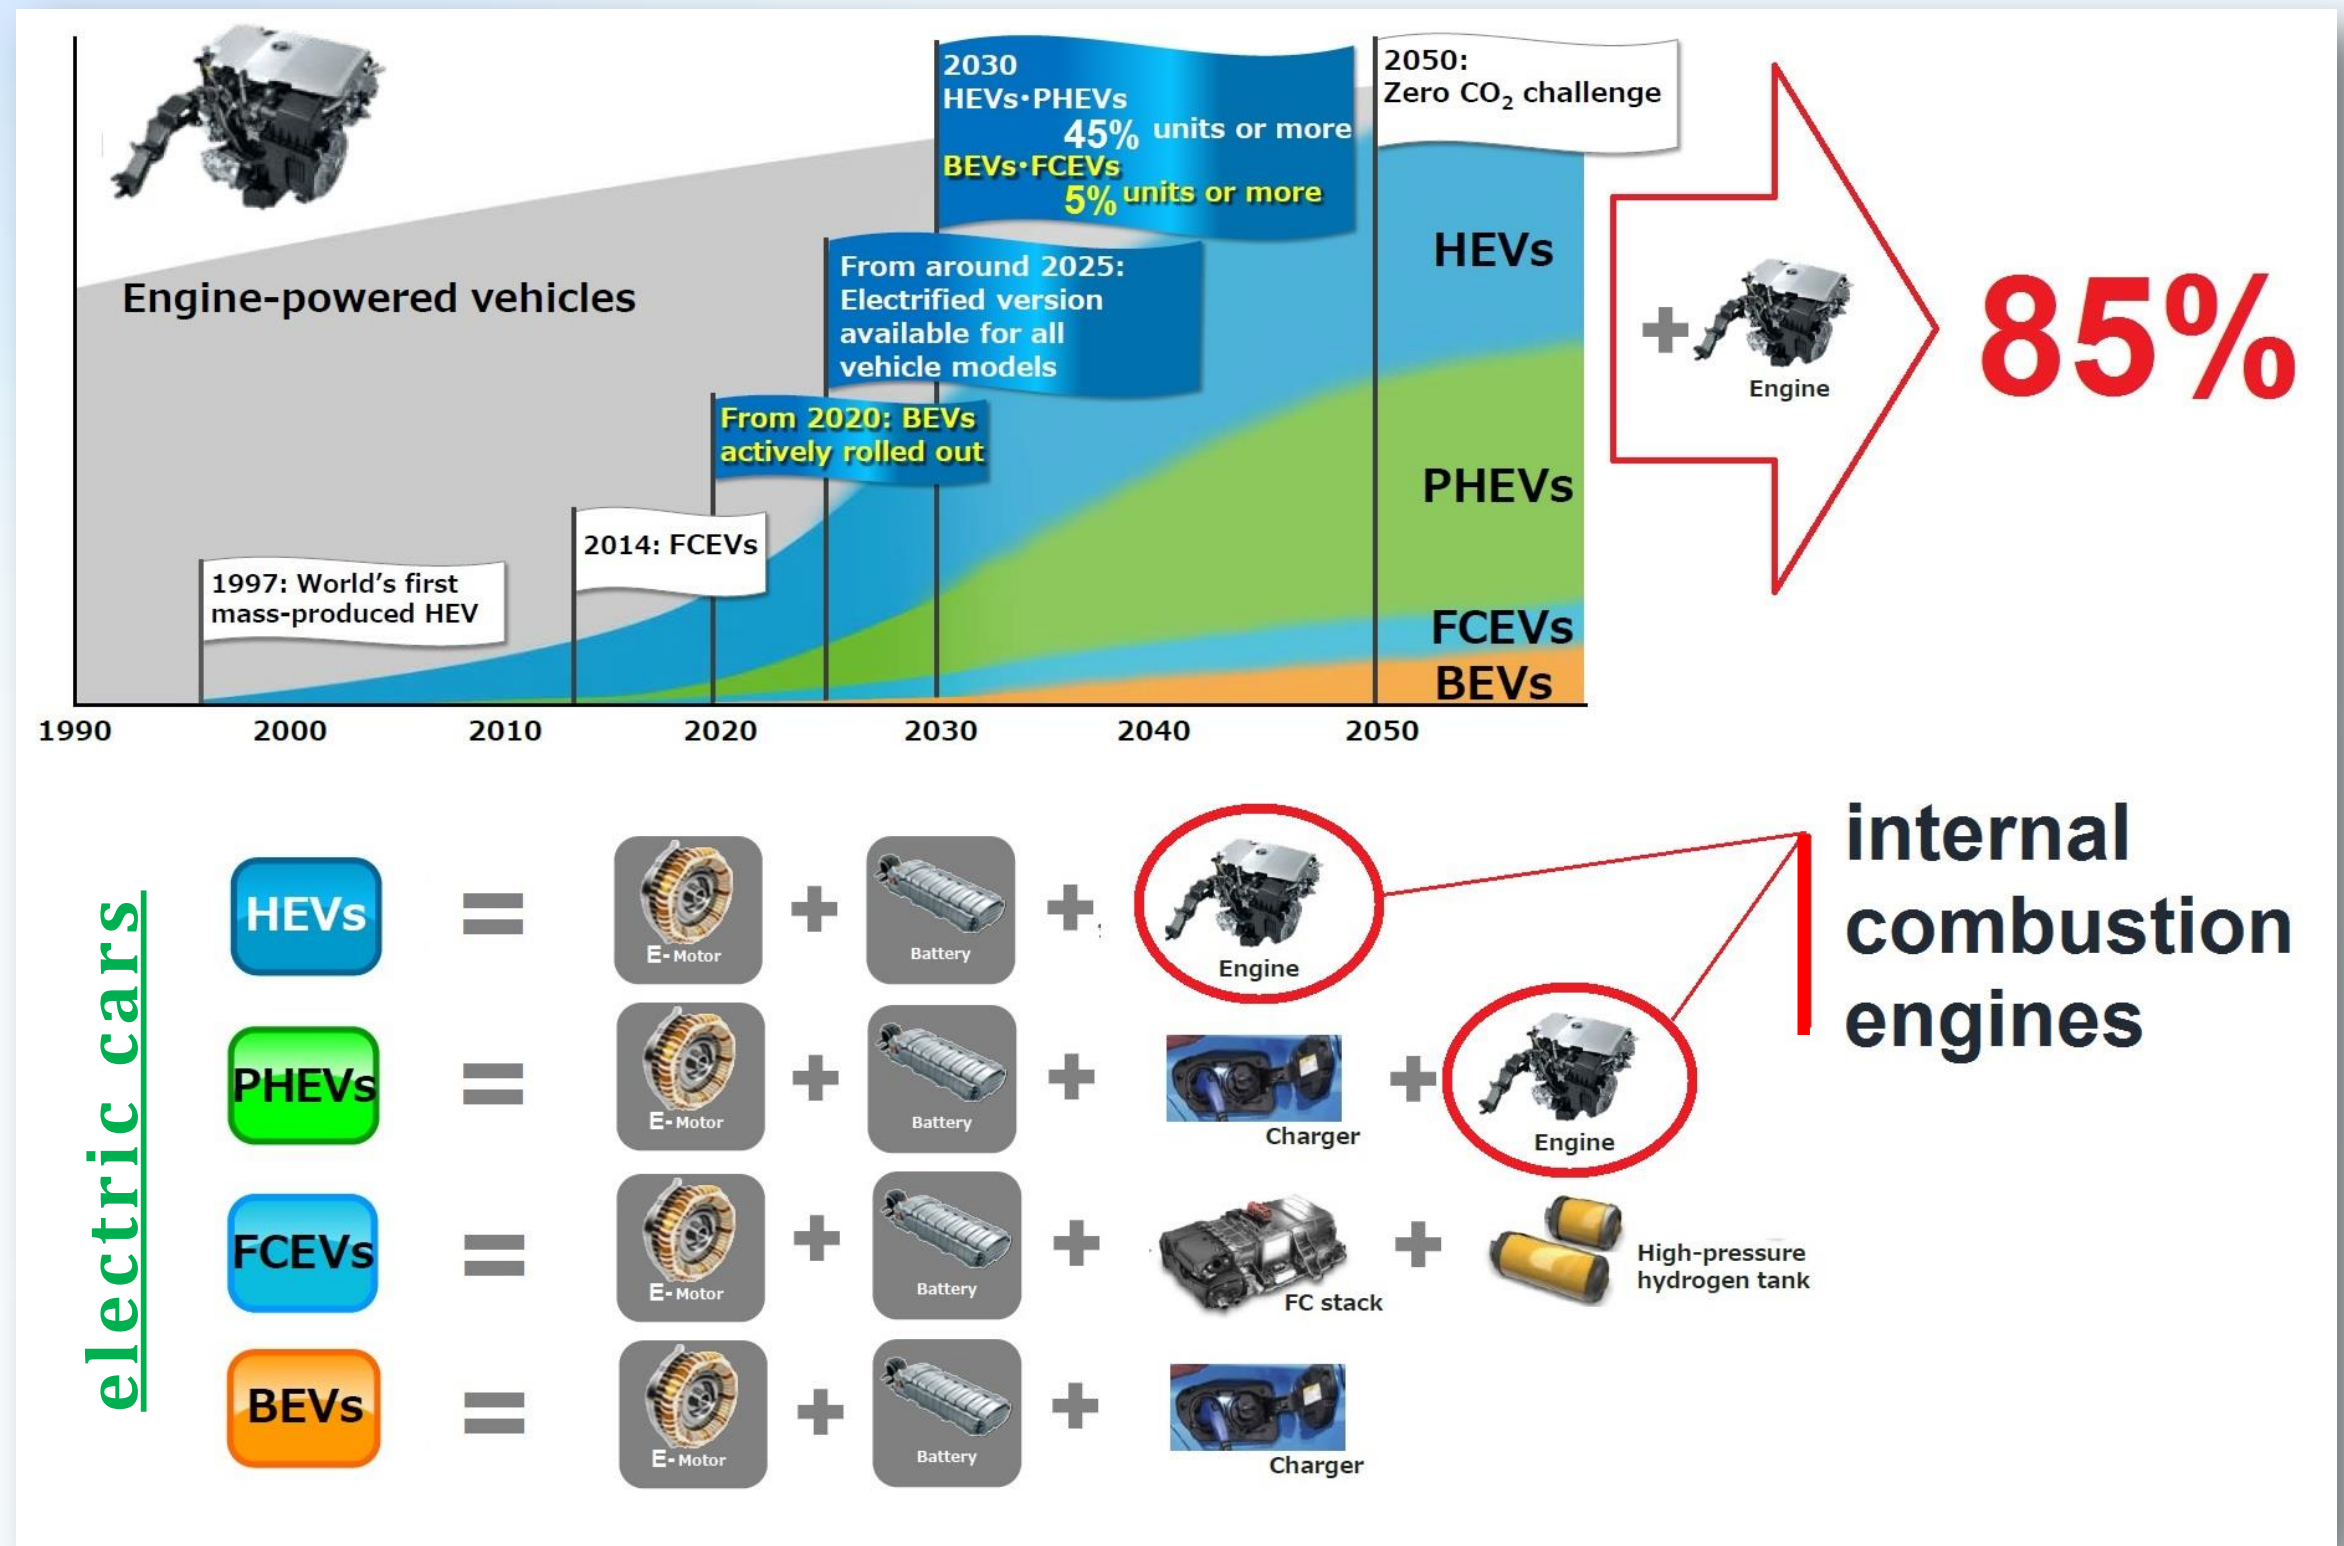 2030
HEVs·PHEVs
45% units or more
BEVs·FCEVs
5% units or more
2050:
Zero CO₂ challenge
Engine-powered vehicles
From around 2025:
Electrified version
available for all
vehicle models
HEVs
Engine
85%
From 2020: BEVs
actively rolled out
PHEVs
2014: FCEVs
1997: World's first
mass-produced HEV
FCEVs
BEVs
1990 2000 2010 2020 2030 2040 2050
electric cars
HEVs = E-Motor + Battery + Engine
internal
combustion
engines
PHEVs = E-Motor + Battery + Charger + Engine
FCEVs = E-Motor + Battery + FC stack + High-pressure
hydrogen tank
BEVs = E-Motor + Battery + Charger